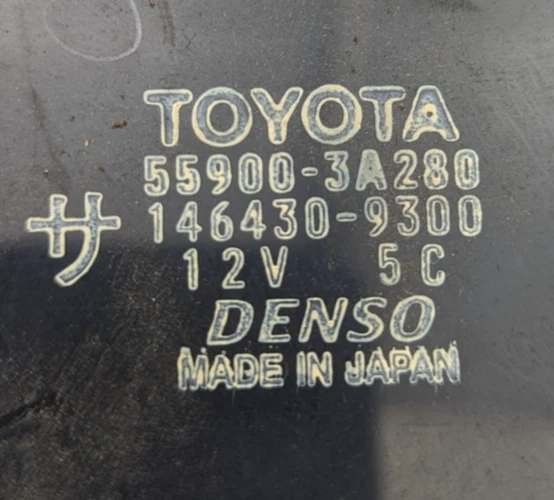 TOYOTA
55900-3A280
サ 146430-9300
12V 5C
DENSO
MADE IN JAPAN